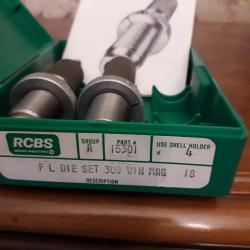 RCBS
GROUP
A
PART #
15301
USE SHELL HOLDER
# 4
F L DIE SET 300 WIN MAG 18
DESCRIPTION